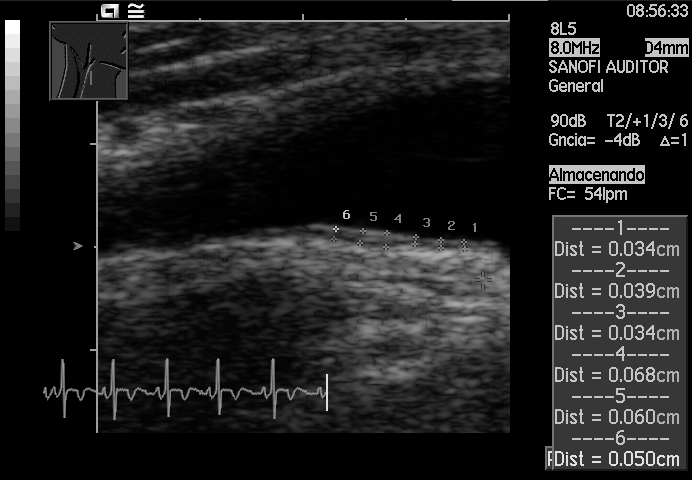 08:56:33
8L5
8.0MHz D4mm
SANOFI AUDITOR
General
90dB T2/+1/3/ 6
Gncia= -4dB Δ=1
Almacenando
FC= 54lpm
6 5 4 3 2 1
----1----
Dist = 0.034cm
----2----
Dist = 0.039cm
----3----
Dist = 0.034cm
----4----
Dist = 0.068cm
----5----
Dist = 0.060cm
----6----
Dist = 0.050cm